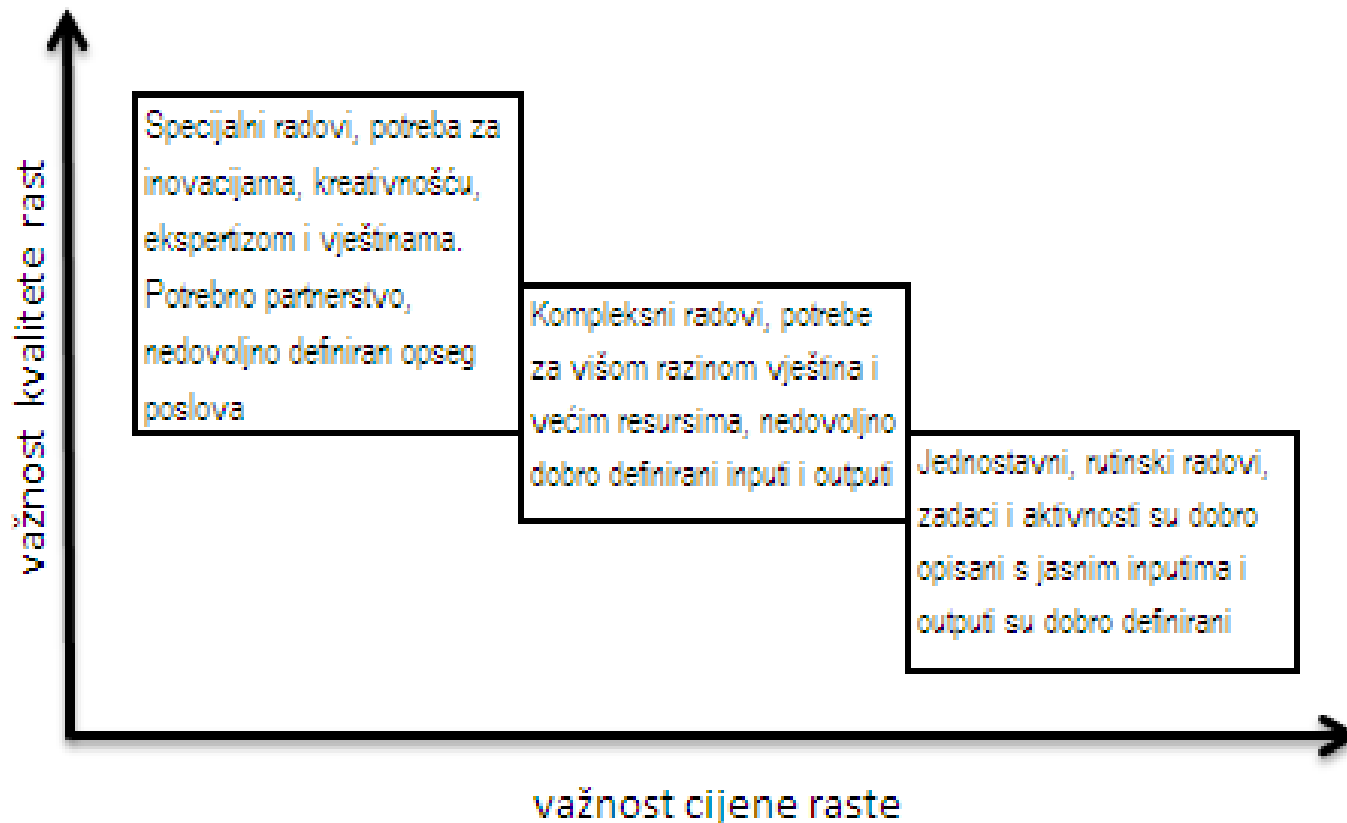 važnost kvalitete rast
Specijalni radovi, potreba za
inovacijama, kreativnošću,
ekspertizom i vještinama.
Potrebno partnerstvo,
nedovoljno definiran opseg
poslova
Kompleksni radovi, potrebe
za višom razinom vještina i
većim resursima, nedovoljno
dobro definirani inputi i outputi
Jednostavni, rutinski radovi,
zadaci i aktivnosti su dobro
opisani s jasnim inputima i
outputi su dobro definirani
važnost cijene raste